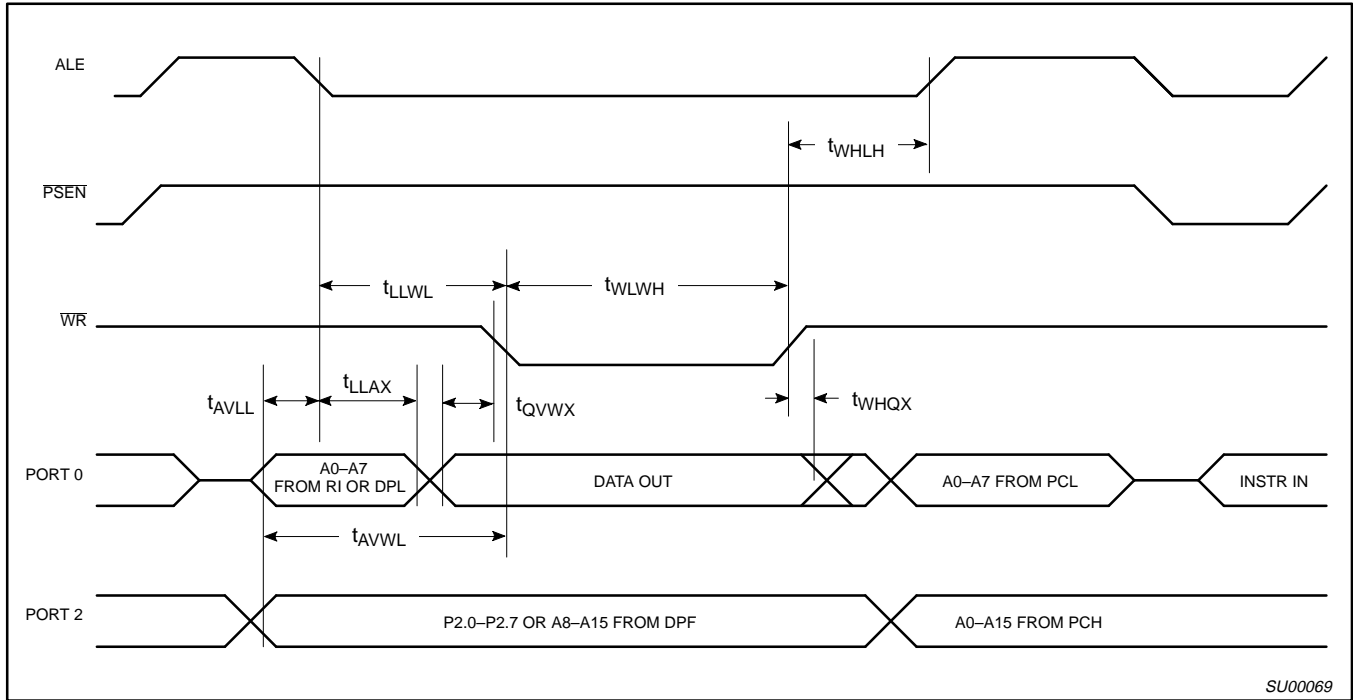 ALE
tWHLH
PSEN
tLLWL
tWLWH
WR
tAVLL
tLLAX
tQVWX
tWHQX
PORT 0
A0–A7
FROM RI OR DPL
DATA OUT
A0–A7 FROM PCL
INSTR IN
tAVWL
PORT 2
P2.0–P2.7 OR A8–A15 FROM DPF
A0–A15 FROM PCH
SU00069